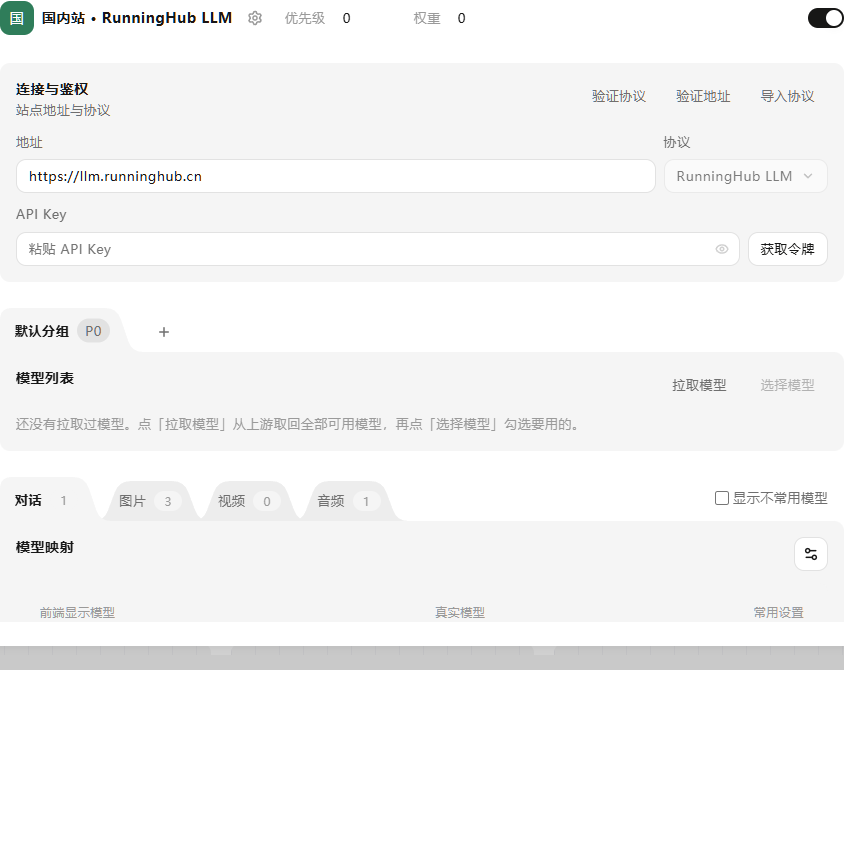 国 国内站 • RunningHub LLM 优先级 0 权重 0
连接与鉴权
站点地址与协议
验证协议 验证地址 导入协议
地址 协议
https://llm.runninghub.cn RunningHub LLM
API Key
粘贴 API Key 获取令牌
默认分组 P0 +
模型列表
拉取模型 选择模型
还没有拉取过模型。点「拉取模型」从上游取回全部可用模型，再点「选择模型」勾选要用的。
对话 1 图片 3 视频 0 音频 1 显示不常用模型
模型映射
前端显示模型 真实模型 常用设置